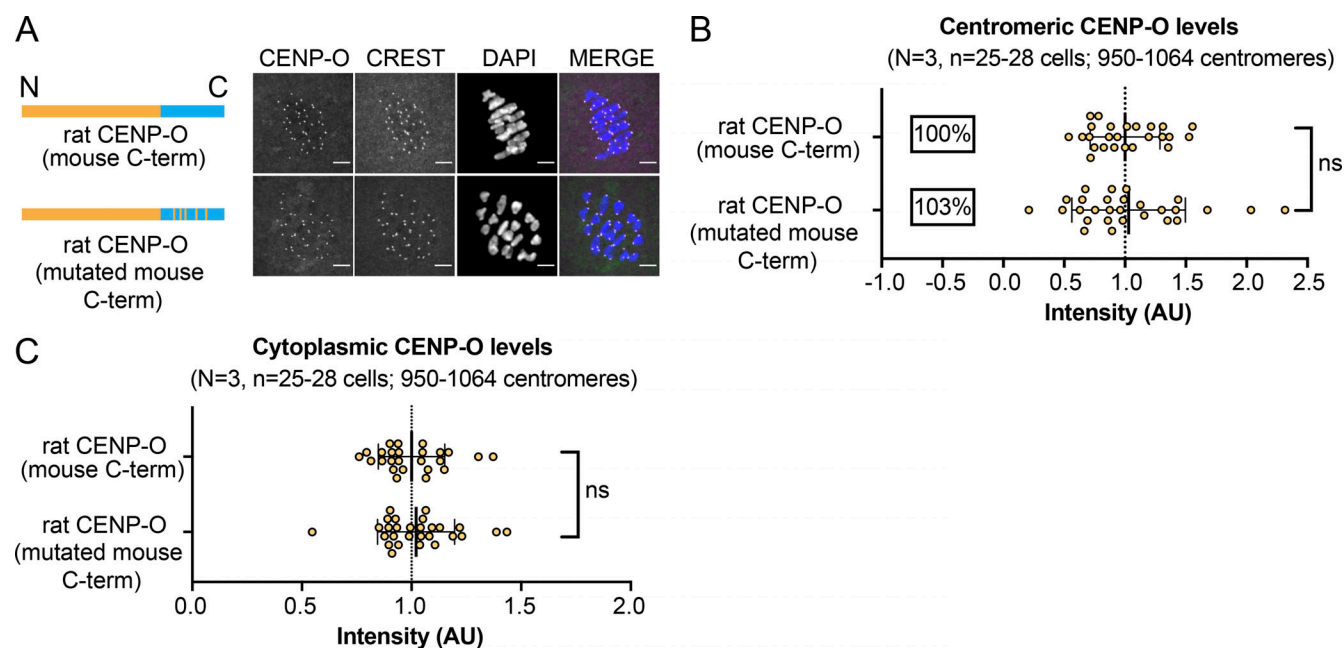 A
N
C
rat CENP-O
(mouse C-term)
rat CENP-O
(mutated mouse
C-term)
CENP-O CREST DAPI MERGE
B
Centromeric CENP-O levels
(N=3, n=25-28 cells; 950-1064 centromeres)
rat CENP-O
(mouse C-term)
100%
rat CENP-O
(mutated mouse
C-term)
103%
ns
-1.0 -0.5 0.0 0.5 1.0 1.5 2.0 2.5
Intensity (AU)
C
Cytoplasmic CENP-O levels
(N=3, n=25-28 cells; 950-1064 centromeres)
rat CENP-O
(mouse C-term)
rat CENP-O
(mutated mouse
C-term)
ns
0.0 0.5 1.0 1.5 2.0
Intensity (AU)